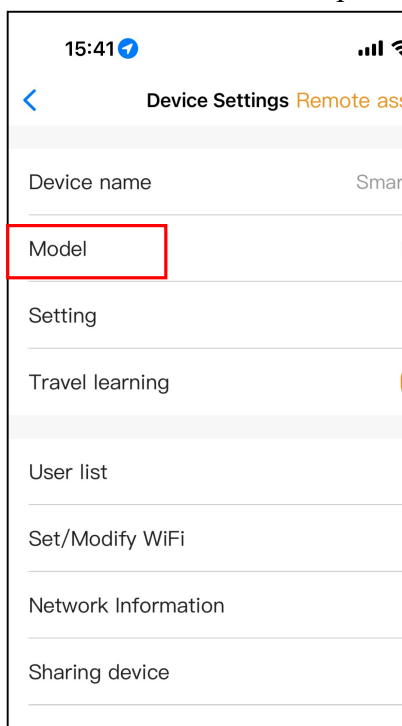 15:41
Device Settings Remote
Device name
Model
Setting
Travel learning
User list
Set/Modify WiFi
Network Information
Sharing device